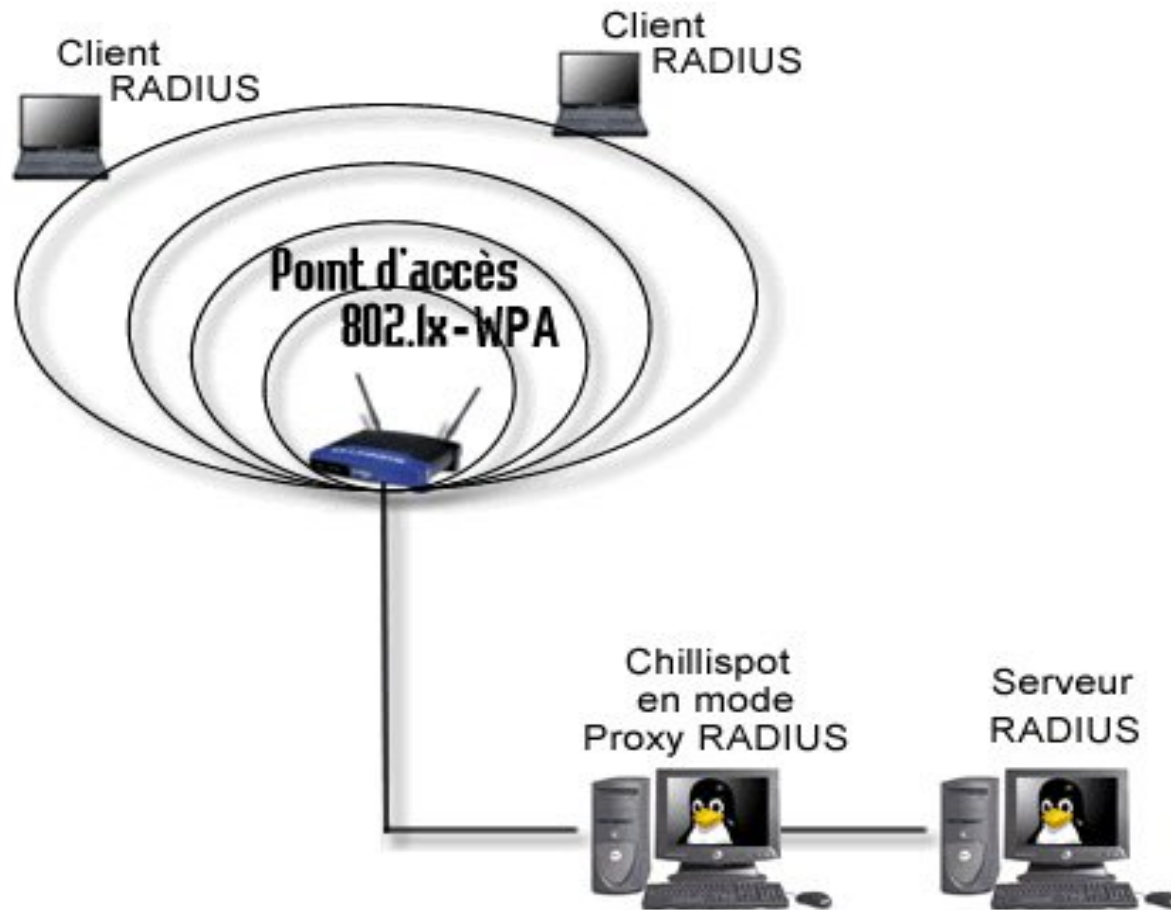 Client
RADIUS
Client
RADIUS
Point d'accès
802.1x-WPA
Chillispot
en mode
Proxy RADIUS
Serveur
RADIUS